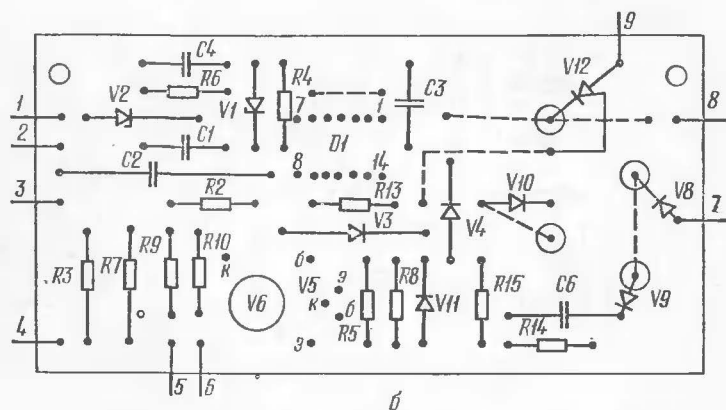 9
C4
R6
V2
V1
R4
7
1
C3
V12
1
2
C1
C2
D1
8
14
8
3
R2
R13
V3
V4
V10
V8
7
R3
R7
R9
R10
к
V6
б
V5
э
к
б
э
R5
R8
V11
R15
C6
V9
R14
4
5
6
б